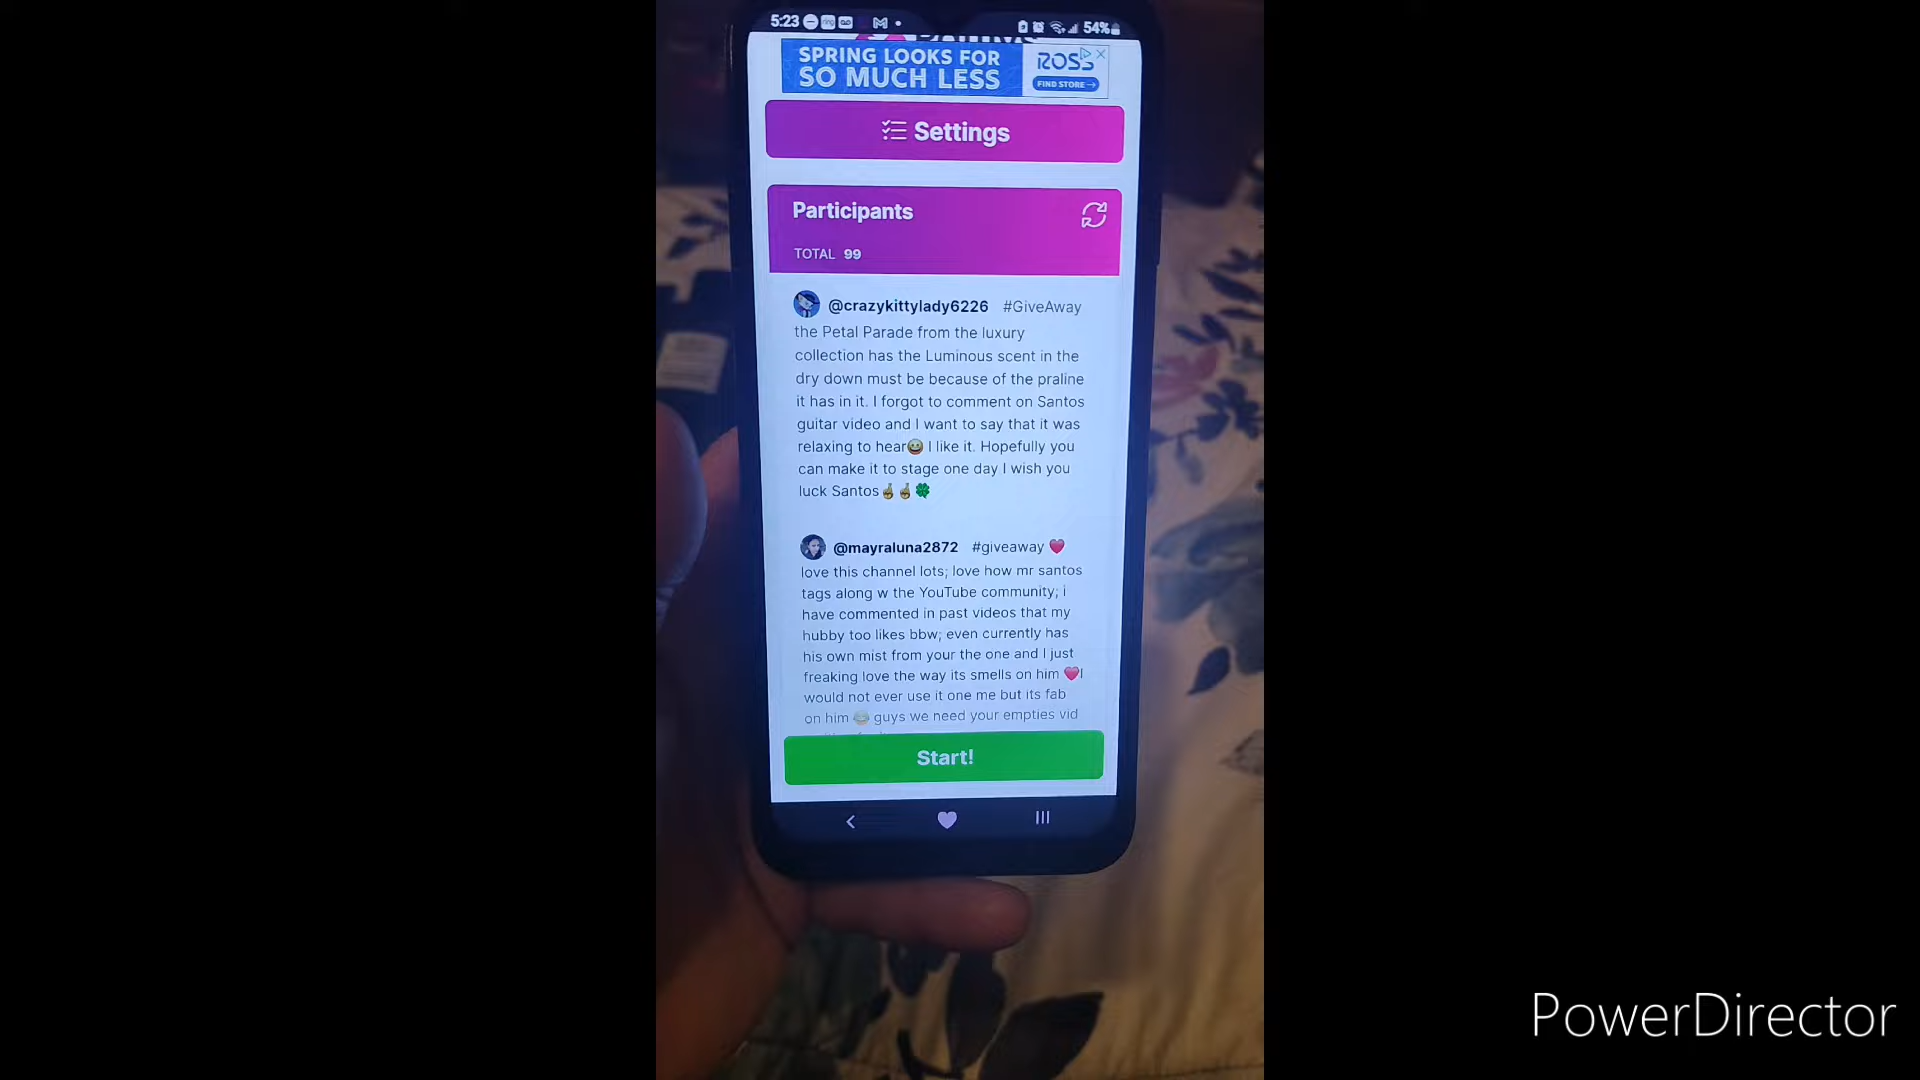 5:23
54%
SPRING LOOKS FOR
SO MUCH LESS
ROSS
FIND STORE →
Settings
Participants
TOTAL 99
@crazykittylady6226 #GiveAway
the Petal Parade from the luxury
collection has the Luminous scent in the
dry down must be because of the praline
it has in it. I forgot to comment on Santos
guitar video and I want to say that it was
relaxing to hear😀 I like it. Hopefully you
can make it to stage one day I wish you
luck Santos🤞🤞🍀
@mayraluna2872 #giveaway ❤️
love this channel lots; love how mr santos
tags along w the YouTube community; i
have commented in past videos that my
hubby too likes bbw; even currently has
his own mist from your the one and I just
freaking love the way its smells on him ❤️I
would not ever use it one me but its fab
on him 😂 guys we need your empties vid
Start!
PowerDirector